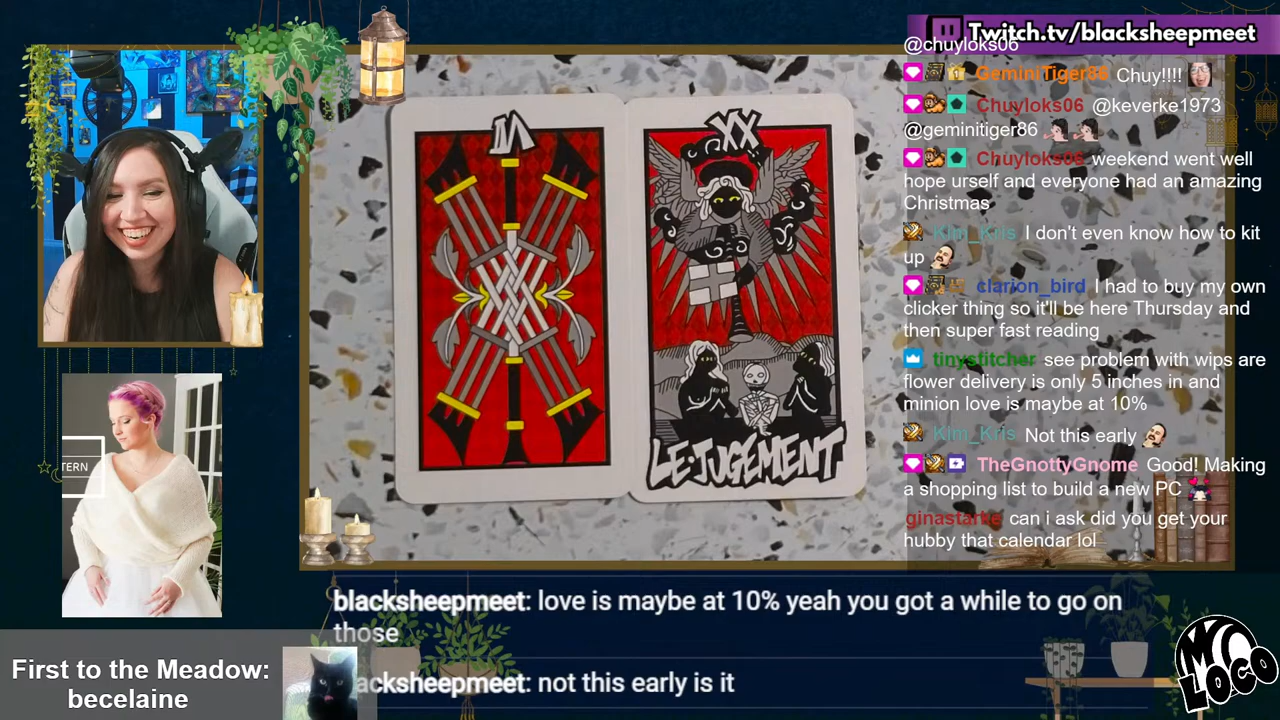 Twitch.tv/blacksheepmeet
@chuyloks06
GeminiTiger86 Chuy!!!!
Chuyloks06 @keverke1973
@geminitiger86
Chuyloks06 weekend went well
hope urself and everyone had an amazing
Christmas
Kim_Kris I don't even know how to kit
up
clarion_bird I had to buy my own
clicker thing so it'll be here Thursday and
then super fast reading
tinystitcher see problem with wips are
flower delivery is only 5 inches in and
minion love is maybe at 10%
Kim_Kris Not this early
TheGnottyGnome Good! Making
a shopping list to build a new PC
ginastarke can i ask did you get your
hubby that calendar lol
VI
XX
LE JUGEMENT
TERN
blacksheepmeet: love is maybe at 10% yeah you got a while to go on
those
acksheepmeet: not this early is it
First to the Meadow:
becelaine
MC
LOCO